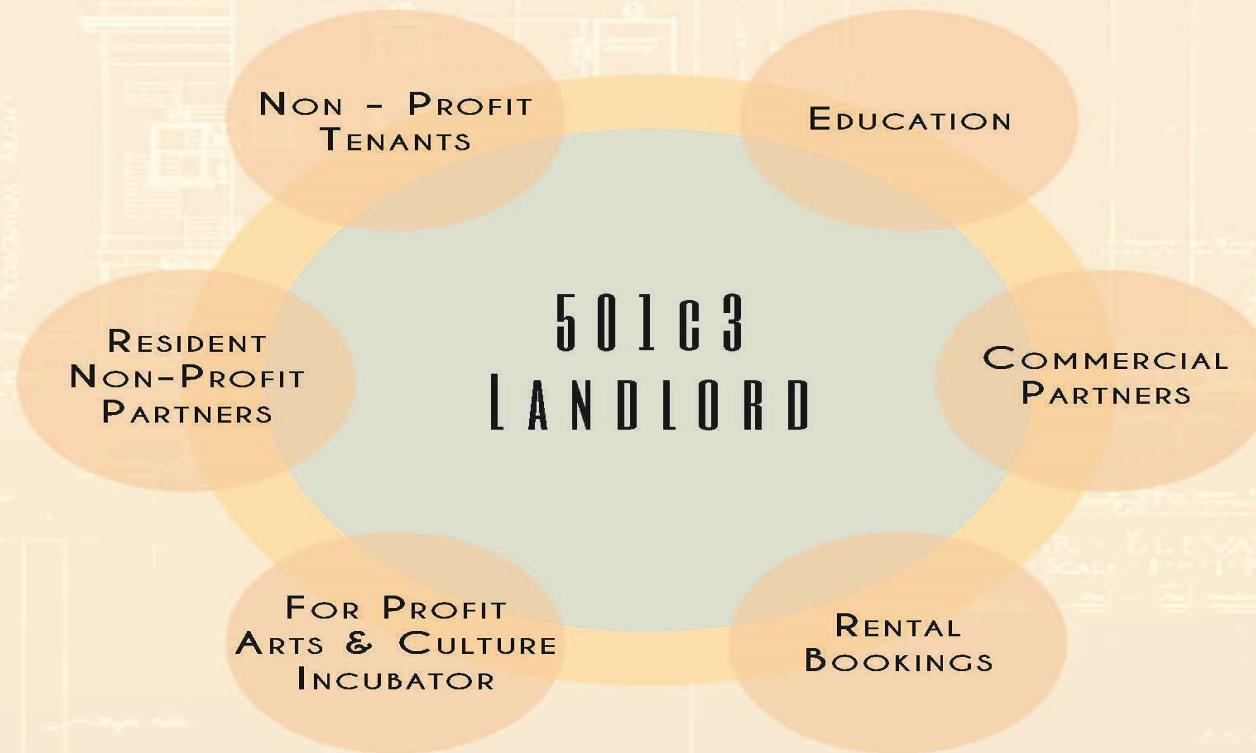 Non - Profit
Tenants
Education
501c3
Landlord
Resident
Non-Profit
Partners
Commercial
Partners
For Profit
Arts & Culture
Incubator
Rental
Bookings